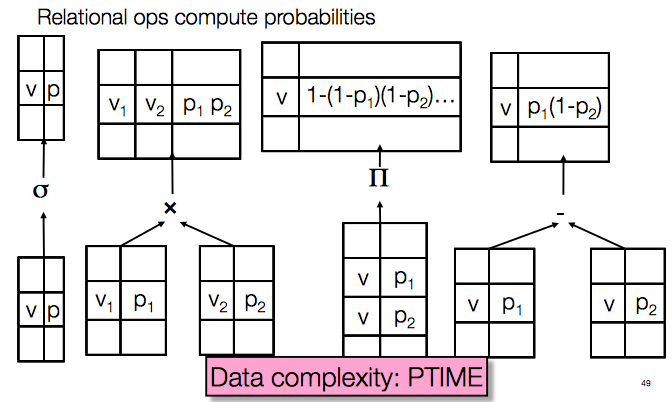 Relational ops compute probabilities
v p
v₁ v₂ p₁ p₂
v 1-(1-p₁)(1-p₂)...
v p₁(1-p₂)
σ
×
Π
-
v p
v₁ p₁
v₂ p₂
v p₁
v p₂
v p₁
v p₂
Data complexity: PTIME
49